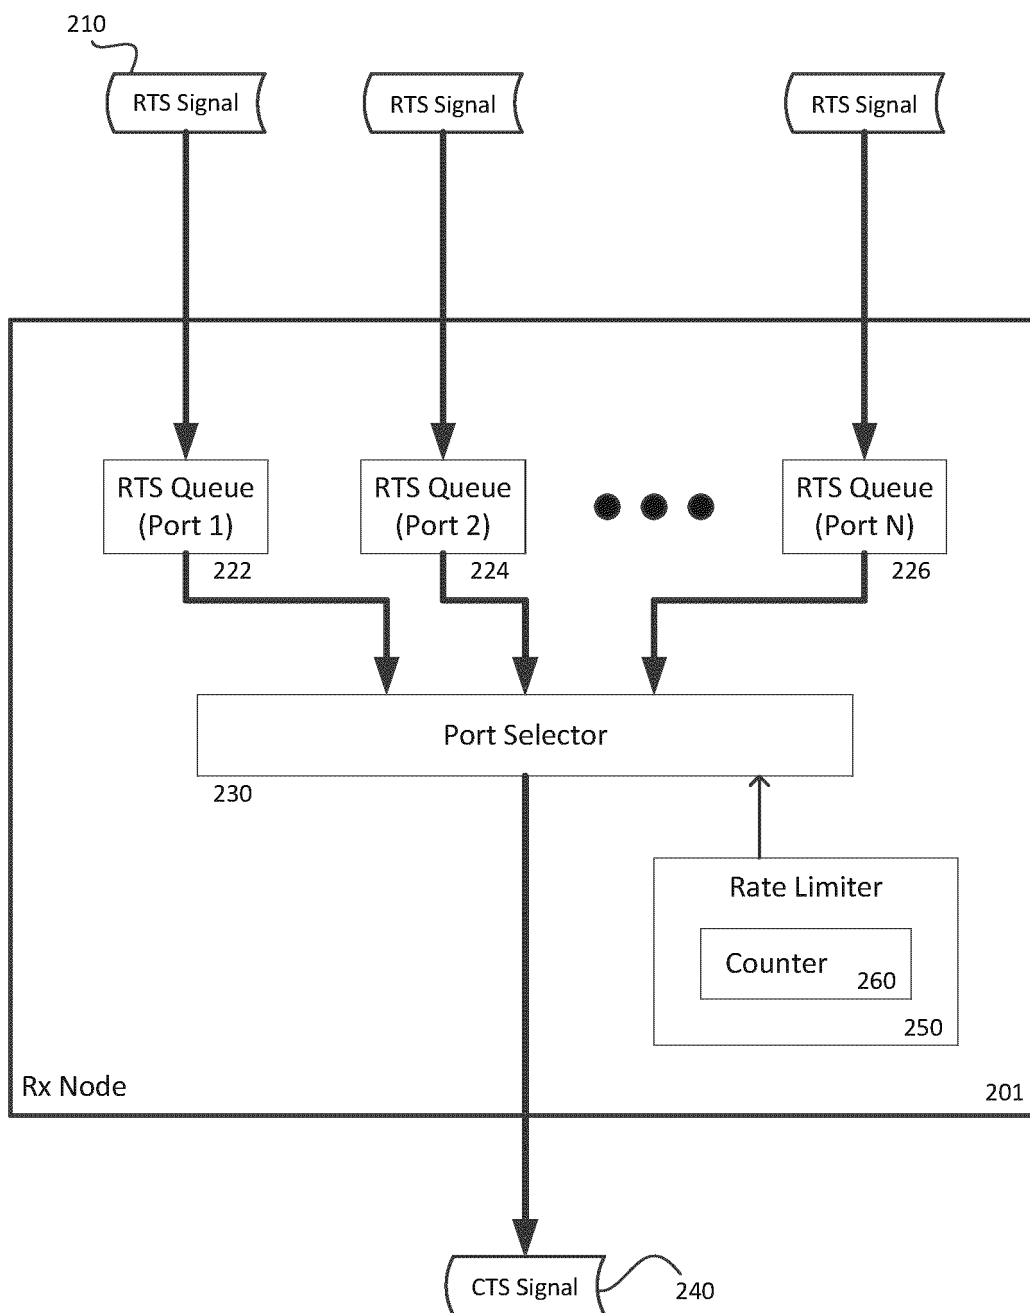 210
RTS Signal
RTS Signal
RTS Signal
RTS Queue
(Port 1)
222
RTS Queue
(Port 2)
224
RTS Queue
(Port N)
226
Port Selector
230
Rate Limiter
Counter
260
250
Rx Node
201
CTS Signal
240